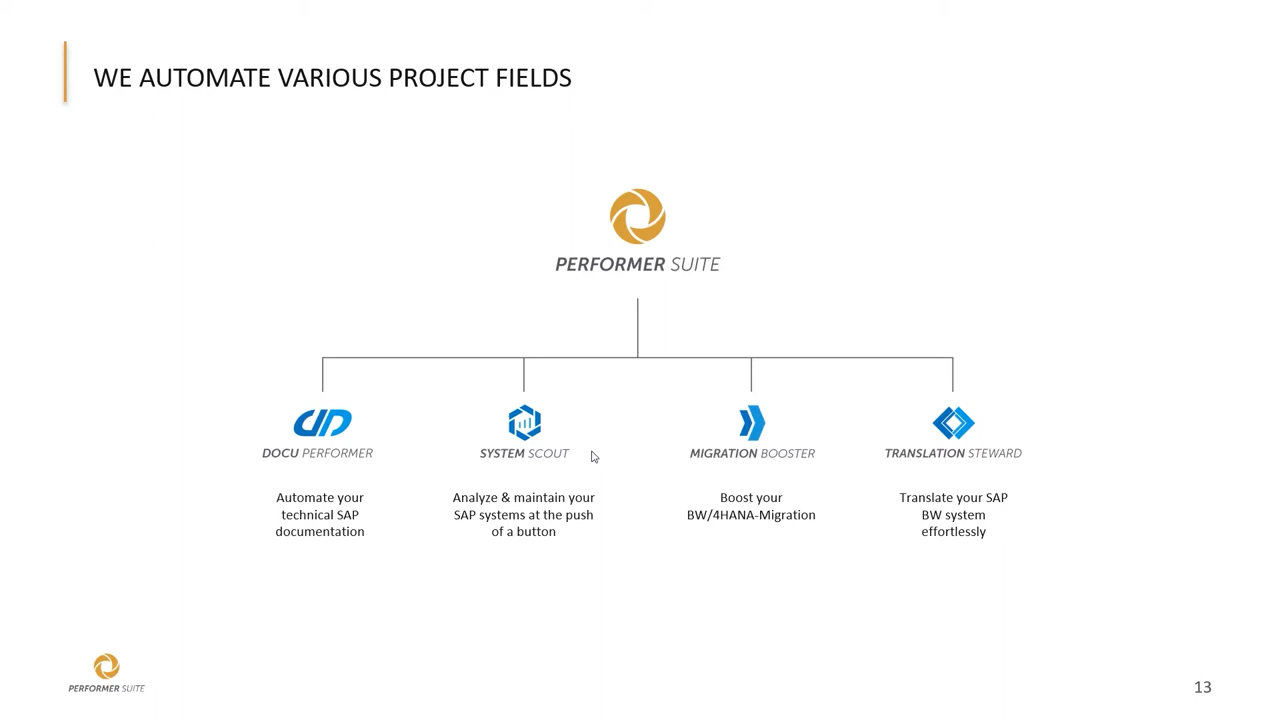 WE AUTOMATE VARIOUS PROJECT FIELDS
PERFORMER SUITE
DOCU PERFORMER
Automate your
technical SAP
documentation
SYSTEM SCOUT
Analyze & maintain your
SAP systems at the push
of a button
MIGRATION BOOSTER
Boost your
BW/4HANA-Migration
TRANSLATION STEWARD
Translate your SAP
BW system
effortlessly
PERFORMER SUITE
13